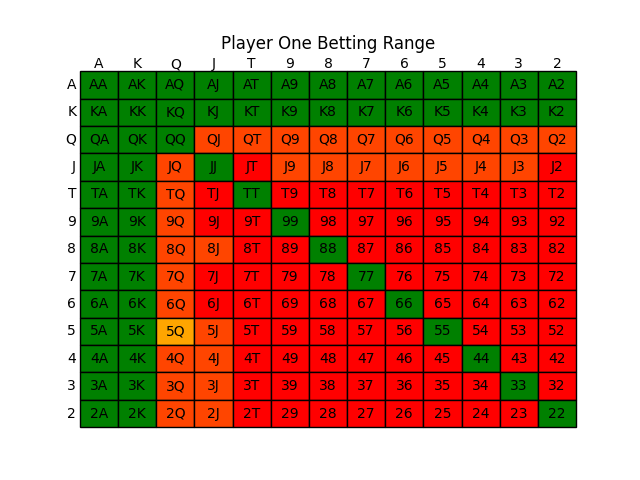 Player One Betting Range
A K Q J T 9 8 7 6 5 4 3 2
A AA AK AQ AJ AT A9 A8 A7 A6 A5 A4 A3 A2
K KA KK KQ KJ KT K9 K8 K7 K6 K5 K4 K3 K2
Q QA QK QQ QJ QT Q9 Q8 Q7 Q6 Q5 Q4 Q3 Q2
J JA JK JQ JJ JT J9 J8 J7 J6 J5 J4 J3 J2
T TA TK TQ TJ TT T9 T8 T7 T6 T5 T4 T3 T2
9 9A 9K 9Q 9J 9T 99 98 97 96 95 94 93 92
8 8A 8K 8Q 8J 8T 89 88 87 86 85 84 83 82
7 7A 7K 7Q 7J 7T 79 78 77 76 75 74 73 72
6 6A 6K 6Q 6J 6T 69 68 67 66 65 64 63 62
5 5A 5K 5Q 5J 5T 59 58 57 56 55 54 53 52
4 4A 4K 4Q 4J 4T 49 48 47 46 45 44 43 42
3 3A 3K 3Q 3J 3T 39 38 37 36 35 34 33 32
2 2A 2K 2Q 2J 2T 29 28 27 26 25 24 23 22